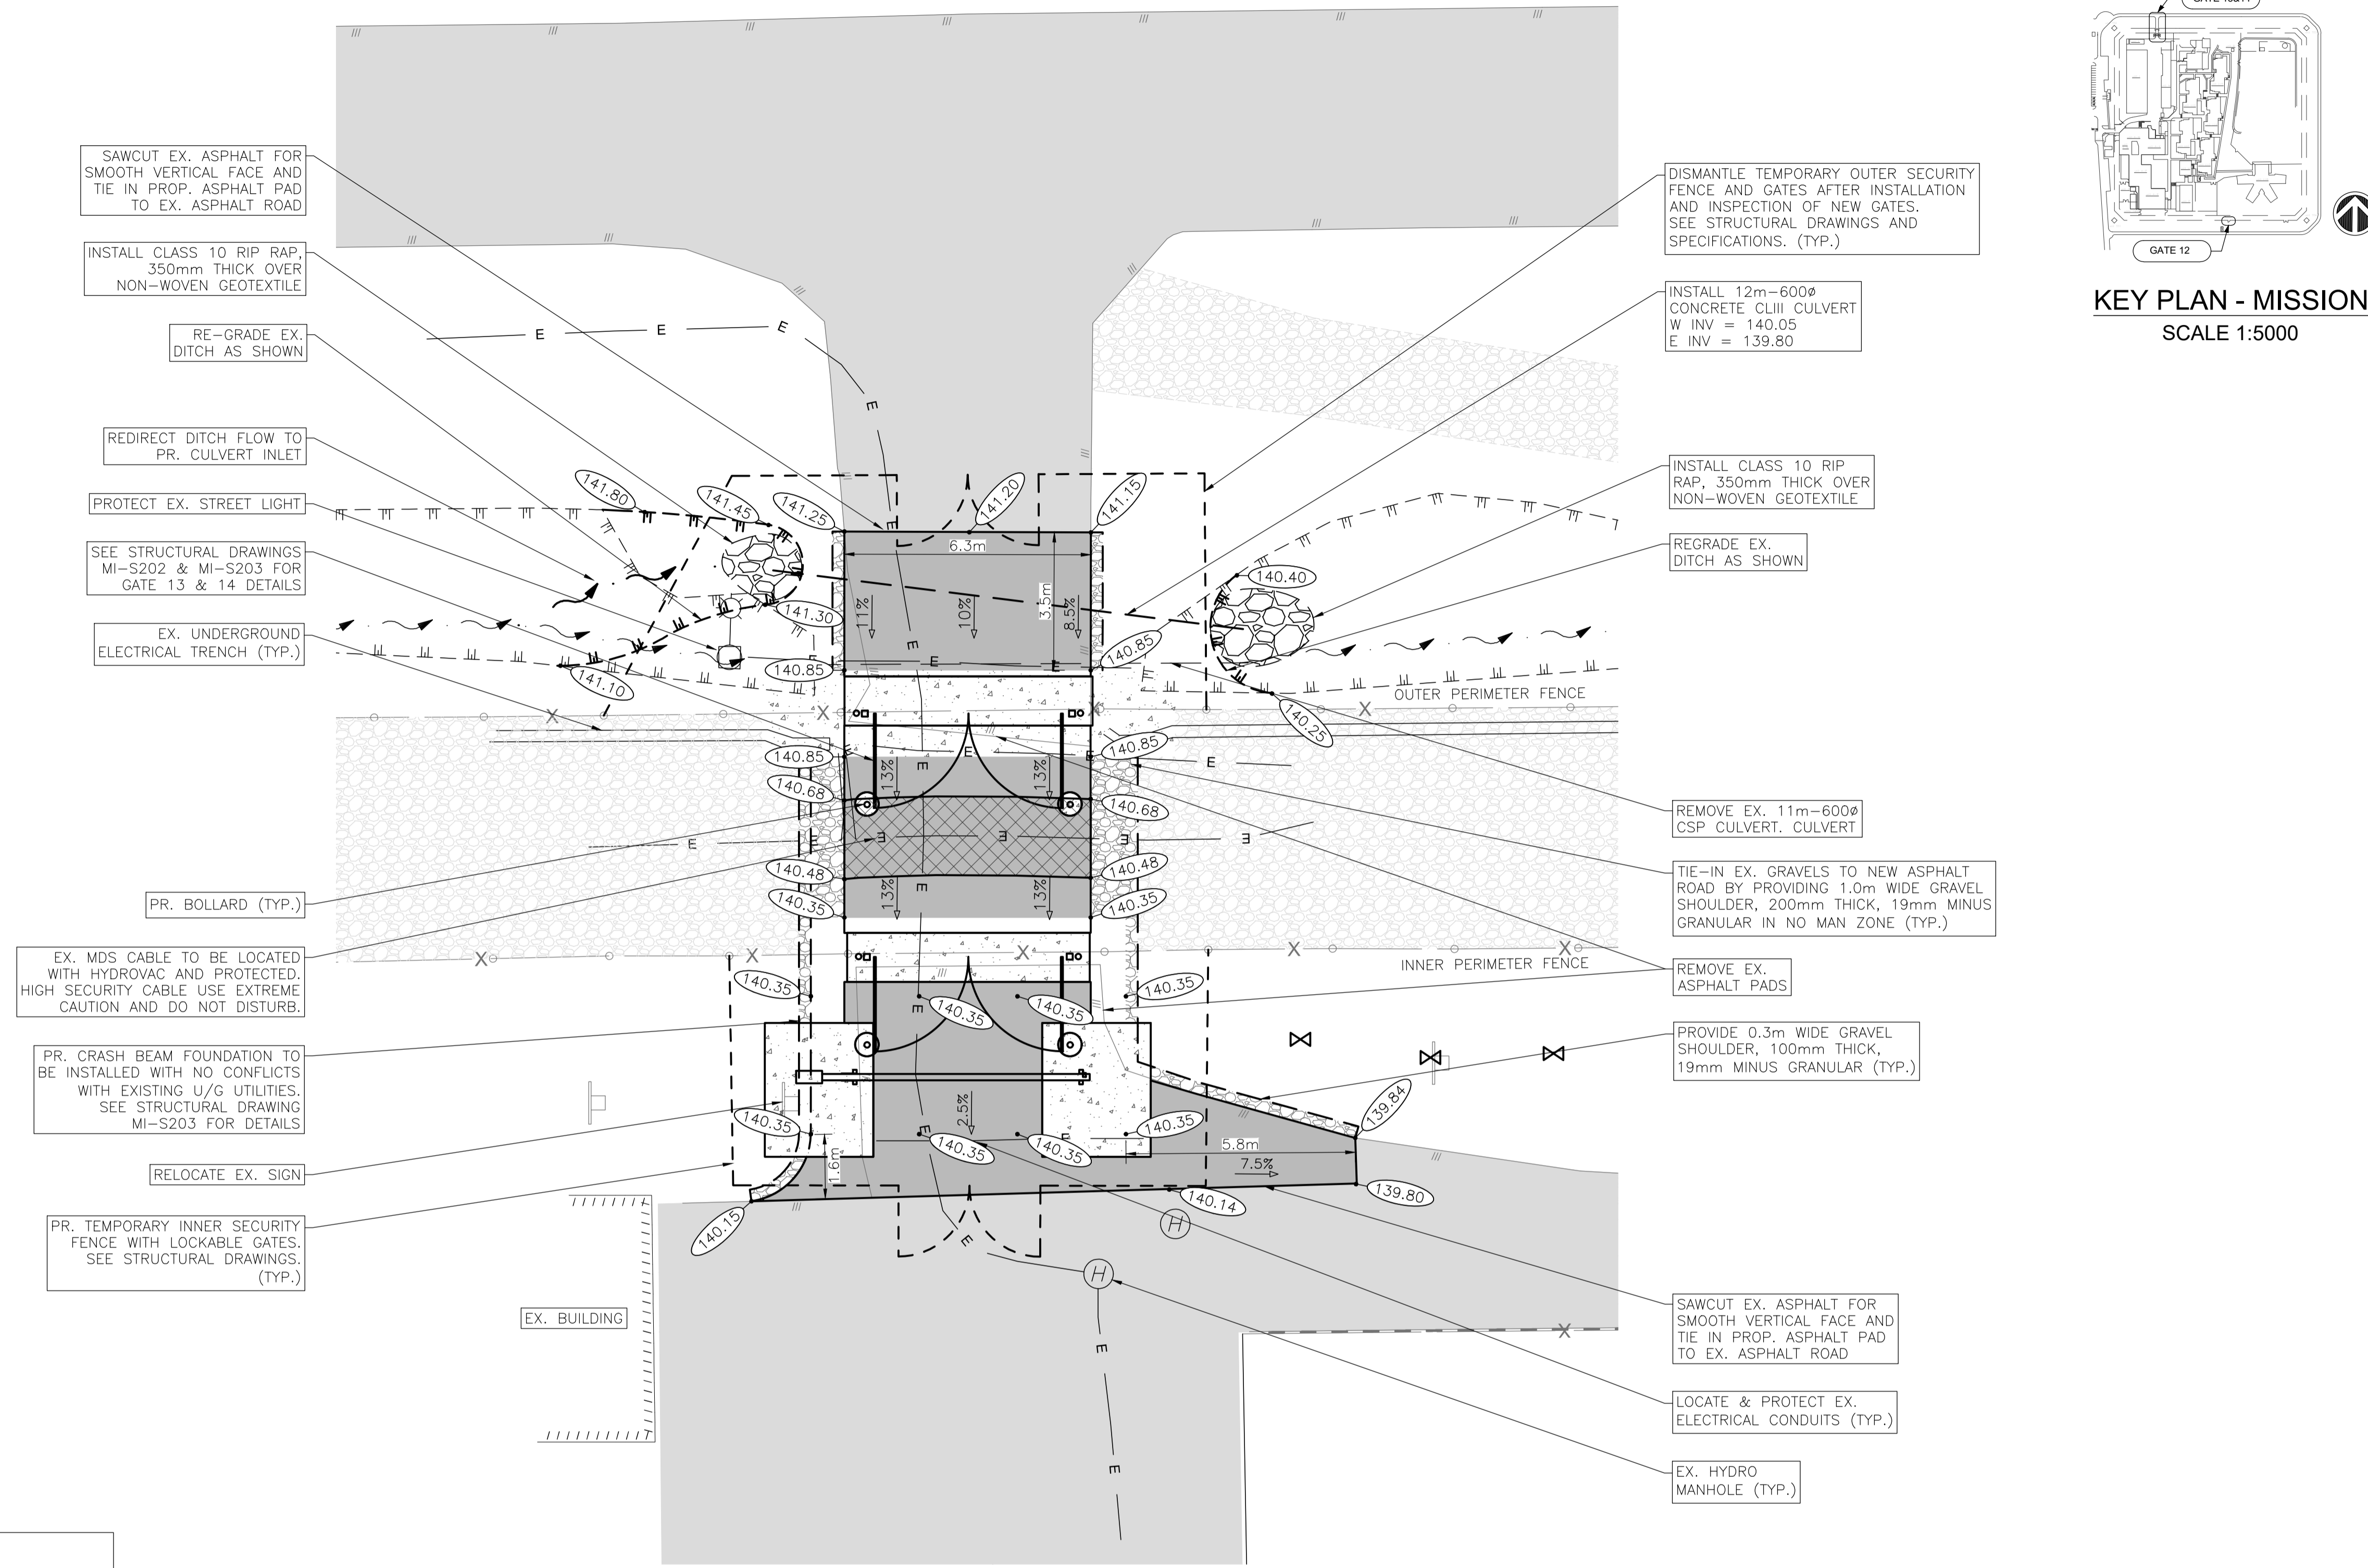 SAWCUT EX. ASPHALT FOR
SMOOTH VERTICAL FACE AND
TIE IN PROP. ASPHALT PAD
TO EX. ASPHALT ROAD
INSTALL CLASS 10 RIP RAP,
350mm THICK OVER
NON-WOVEN GEOTEXTILE
RE-GRADE EX.
DITCH AS SHOWN
REDIRECT DITCH FLOW TO
PR. CULVERT INLET
PROTECT EX. STREET LIGHT
SEE STRUCTURAL DRAWINGS
MI-S202 & MI-S203 FOR
GATE 13 & 14 DETAILS
EX. UNDERGROUND
ELECTRICAL TRENCH (TYP.)
PR. BOLLARD (TYP.)
EX. MDS CABLE TO BE LOCATED
WITH HYDROVAC AND PROTECTED.
HIGH SECURITY CABLE USE EXTREME
CAUTION AND DO NOT DISTURB.
PR. CRASH BEAM FOUNDATION TO
BE INSTALLED WITH NO CONFLICTS
WITH EXISTING U/G UTILITIES.
SEE STRUCTURAL DRAWING
MI-S203 FOR DETAILS
RELOCATE EX. SIGN
PR. TEMPORARY INNER SECURITY
FENCE WITH LOCKABLE GATES.
SEE STRUCTURAL DRAWINGS.
(TYP.)
EX. BUILDING
E E E
E
E
E
141.80
141.45
141.25
141.20
141.15
6.3m
3.5m
11%
10%
8.5%
141.30
140.40
E
E
E
140.85
140.85
141.10
140.25
OUTER PERIMETER FENCE
X X X X
140.85
140.85
E E E
E
13%
13%
140.68
140.68
E E E E E E
140.48
140.48
E
13%
13%
140.35
140.35
X X X X X
INNER PERIMETER FENCE
140.35
140.35
140.35
140.35
E
2.5%
139.84
140.35
140.35
140.35
140.35
E
E
1.6m
5.8m
7.5%
140.15
140.14
139.80
H
E
H
X
E
E
DISMANTLE TEMPORARY OUTER SECURITY
FENCE AND GATES AFTER INSTALLATION
AND INSPECTION OF NEW GATES.
SEE STRUCTURAL DRAWINGS AND
SPECIFICATIONS. (TYP.)
INSTALL 12m-600ø
CONCRETE CLIII CULVERT
W INV = 140.05
E INV = 139.80
INSTALL CLASS 10 RIP
RAP, 350mm THICK OVER
NON-WOVEN GEOTEXTILE
REGRADE EX.
DITCH AS SHOWN
REMOVE EX. 11m-600ø
CSP CULVERT. CULVERT
TIE-IN EX. GRAVELS TO NEW ASPHALT
ROAD BY PROVIDING 1.0m WIDE GRAVEL
SHOULDER, 200mm THICK, 19mm MINUS
GRANULAR IN NO MAN ZONE (TYP.)
REMOVE EX.
ASPHALT PADS
PROVIDE 0.3m WIDE GRAVEL
SHOULDER, 100mm THICK,
19mm MINUS GRANULAR (TYP.)
SAWCUT EX. ASPHALT FOR
SMOOTH VERTICAL FACE AND
TIE IN PROP. ASPHALT PAD
TO EX. ASPHALT ROAD
LOCATE & PROTECT EX.
ELECTRICAL CONDUITS (TYP.)
EX. HYDRO
MANHOLE (TYP.)
GATE 12
KEY PLAN - MISSION
SCALE 1:5000